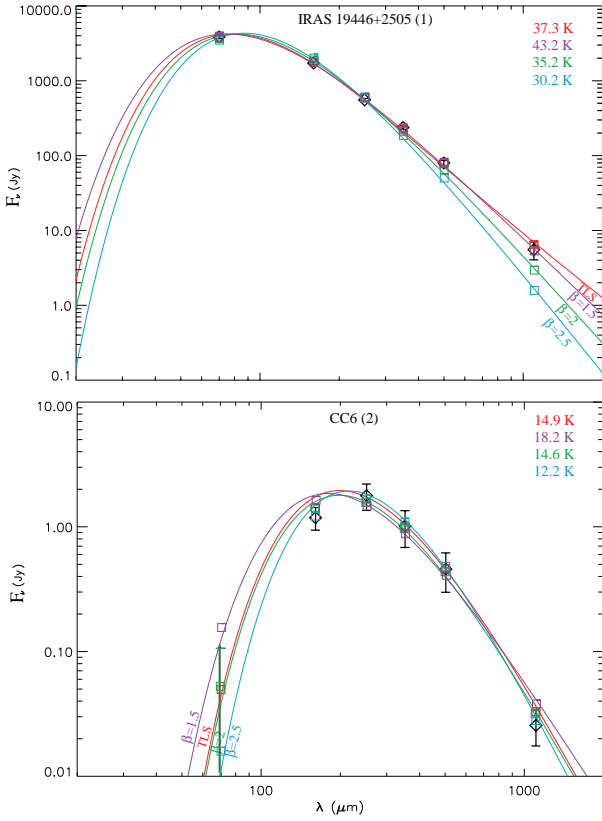 IRAS 19446+2505 (1)
37.3 K
43.2 K
35.2 K
30.2 K
10000.0
1000.0
100.0
10.0
1.0
0.1
Fν (Jy)
TLS
β=1.5
β=2
β=2.5
CC6 (2)
14.9 K
18.2 K
14.6 K
12.2 K
10.00
1.00
0.10
0.01
Fν (Jy)
β=1.5
TLS
β=2
β=2.5
100
1000
λ (μm)